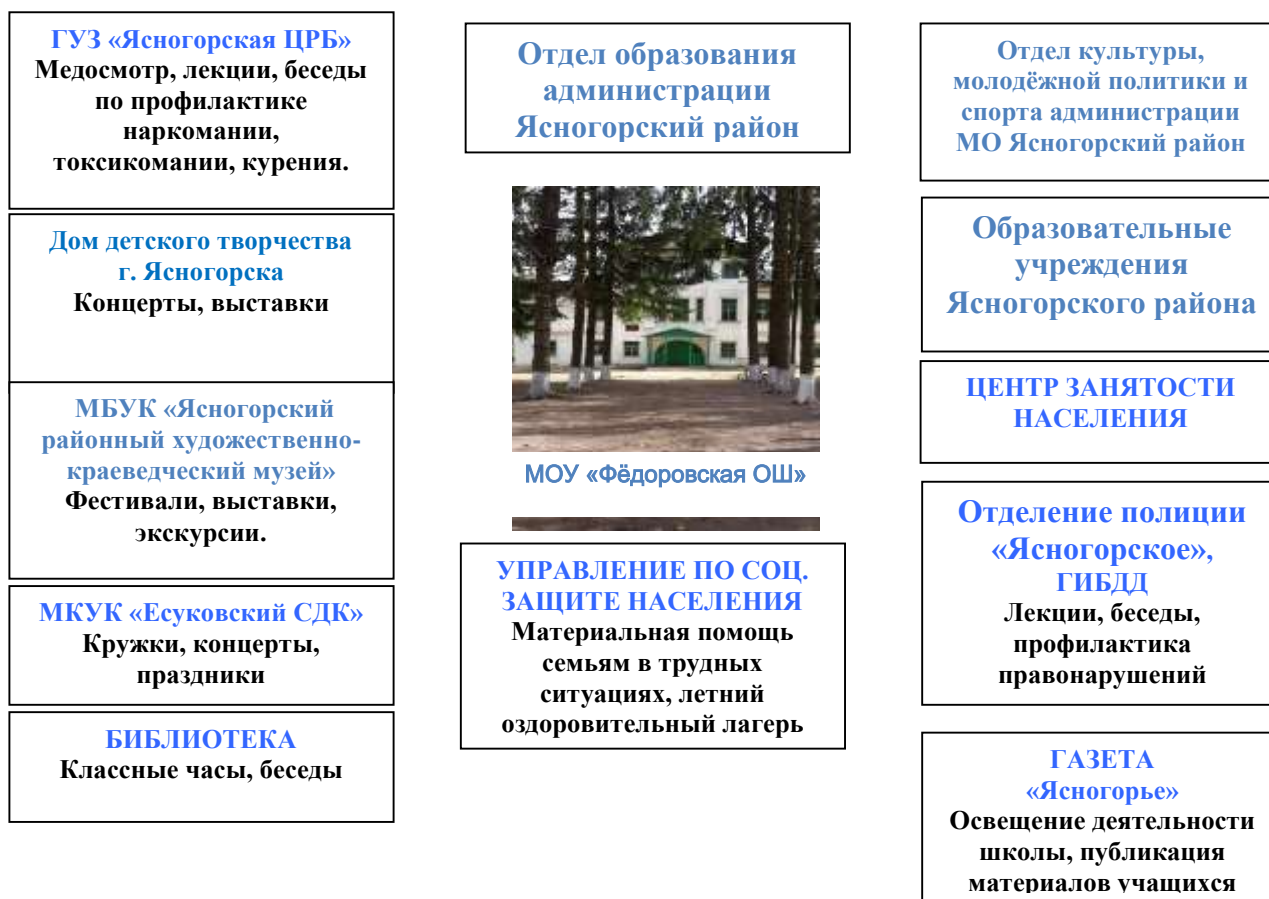 ГУЗ «Ясногорская ЦРБ»
Медосмотр, лекции, беседы
по профилактике
наркомании,
токсикомании, курения.
Дом детского творчества
г. Ясногорска
Концерты, выставки
МБУК «Ясногорский
районный художественно-
краеведческий музей»
Фестивали, выставки,
экскурсии.
МКУК «Есуковский СДК»
Кружки, концерты,
праздники
БИБЛИОТЕКА
Классные часы, беседы
Отдел образования
администрации
Ясногорский район
МОУ «Фёдоровская ОШ»
УПРАВЛЕНИЕ ПО СОЦ.
ЗАЩИТЕ НАСЕЛЕНИЯ
Материальная помощь
семьям в трудных
ситуациях, летний
оздоровительный лагерь
Отдел культуры,
молодёжной политики и
спорта администрации
МО Ясногорский район
Образовательные
учреждения
Ясногорского района
ЦЕНТР ЗАНЯТОСТИ
НАСЕЛЕНИЯ
Отделение полиции
«Ясногорское»,
ГИБДД
Лекции, беседы,
профилактика
правонарушений
ГАЗЕТА
«Ясногорье»
Освещение деятельности
школы, публикация
материалов учащихся